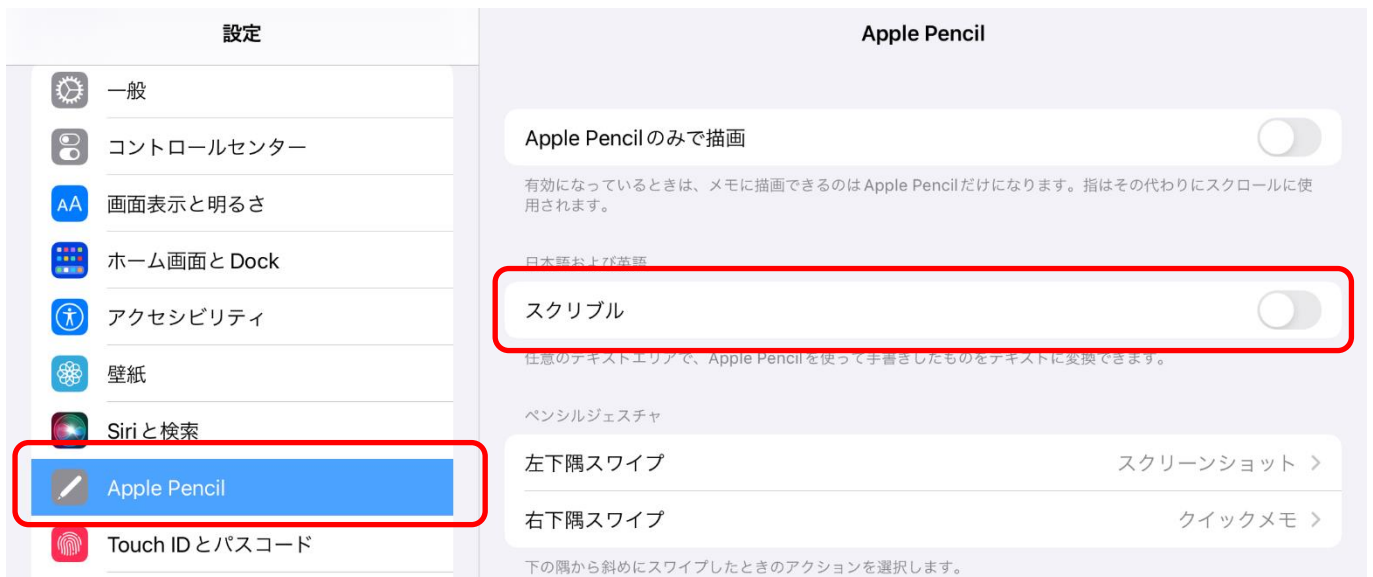 設定
一般
コントロールセンター
AA 画面表示と明るさ
ホーム画面と Dock
アクセシビリティ
壁紙
Siriと検索
Apple Pencil
Touch IDとパスコード
Apple Pencil
Apple Pencilのみで描画
有効になっているときは、メモに描画できるのはApple Pencilだけになります。指はその代わりにスクロールに使
用されます。
日本語および英語
スクリブル
任意のテキストエリアで、Apple Pencilを使って手書きしたものをテキストに変換できます。
ペンシルジェスチャ
左下隅スワイプ スクリーンショット >
右下隅スワイプ クイックメモ >
下の隅から斜めにスワイプしたときのアクションを選択します。